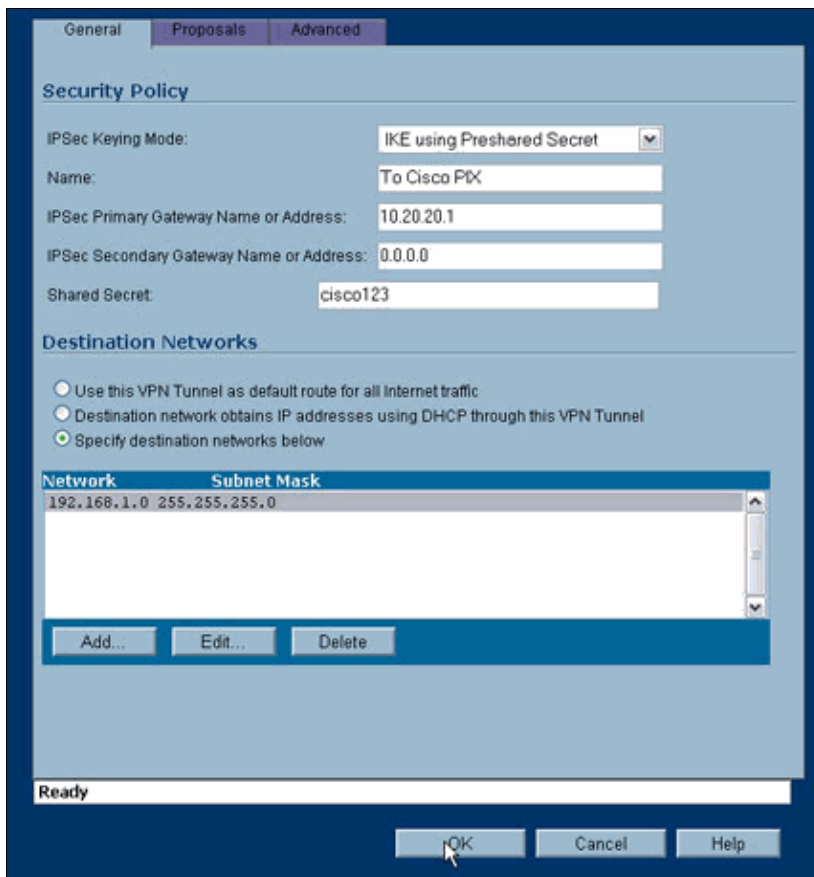 General Proposals Advanced
Security Policy
IPSec Keying Mode: IKE using Preshared Secret
Name: To Cisco PIX
IPSec Primary Gateway Name or Address: 10.20.20.1
IPSec Secondary Gateway Name or Address: 0.0.0.0
Shared Secret: cisco123
Destination Networks
Use this VPN Tunnel as default route for all Internet traffic
Destination network obtains IP addresses using DHCP through this VPN Tunnel
Specify destination networks below
Network Subnet Mask
192.168.1.0 255.255.255.0
Add... Edit... Delete
Ready
OK Cancel Help